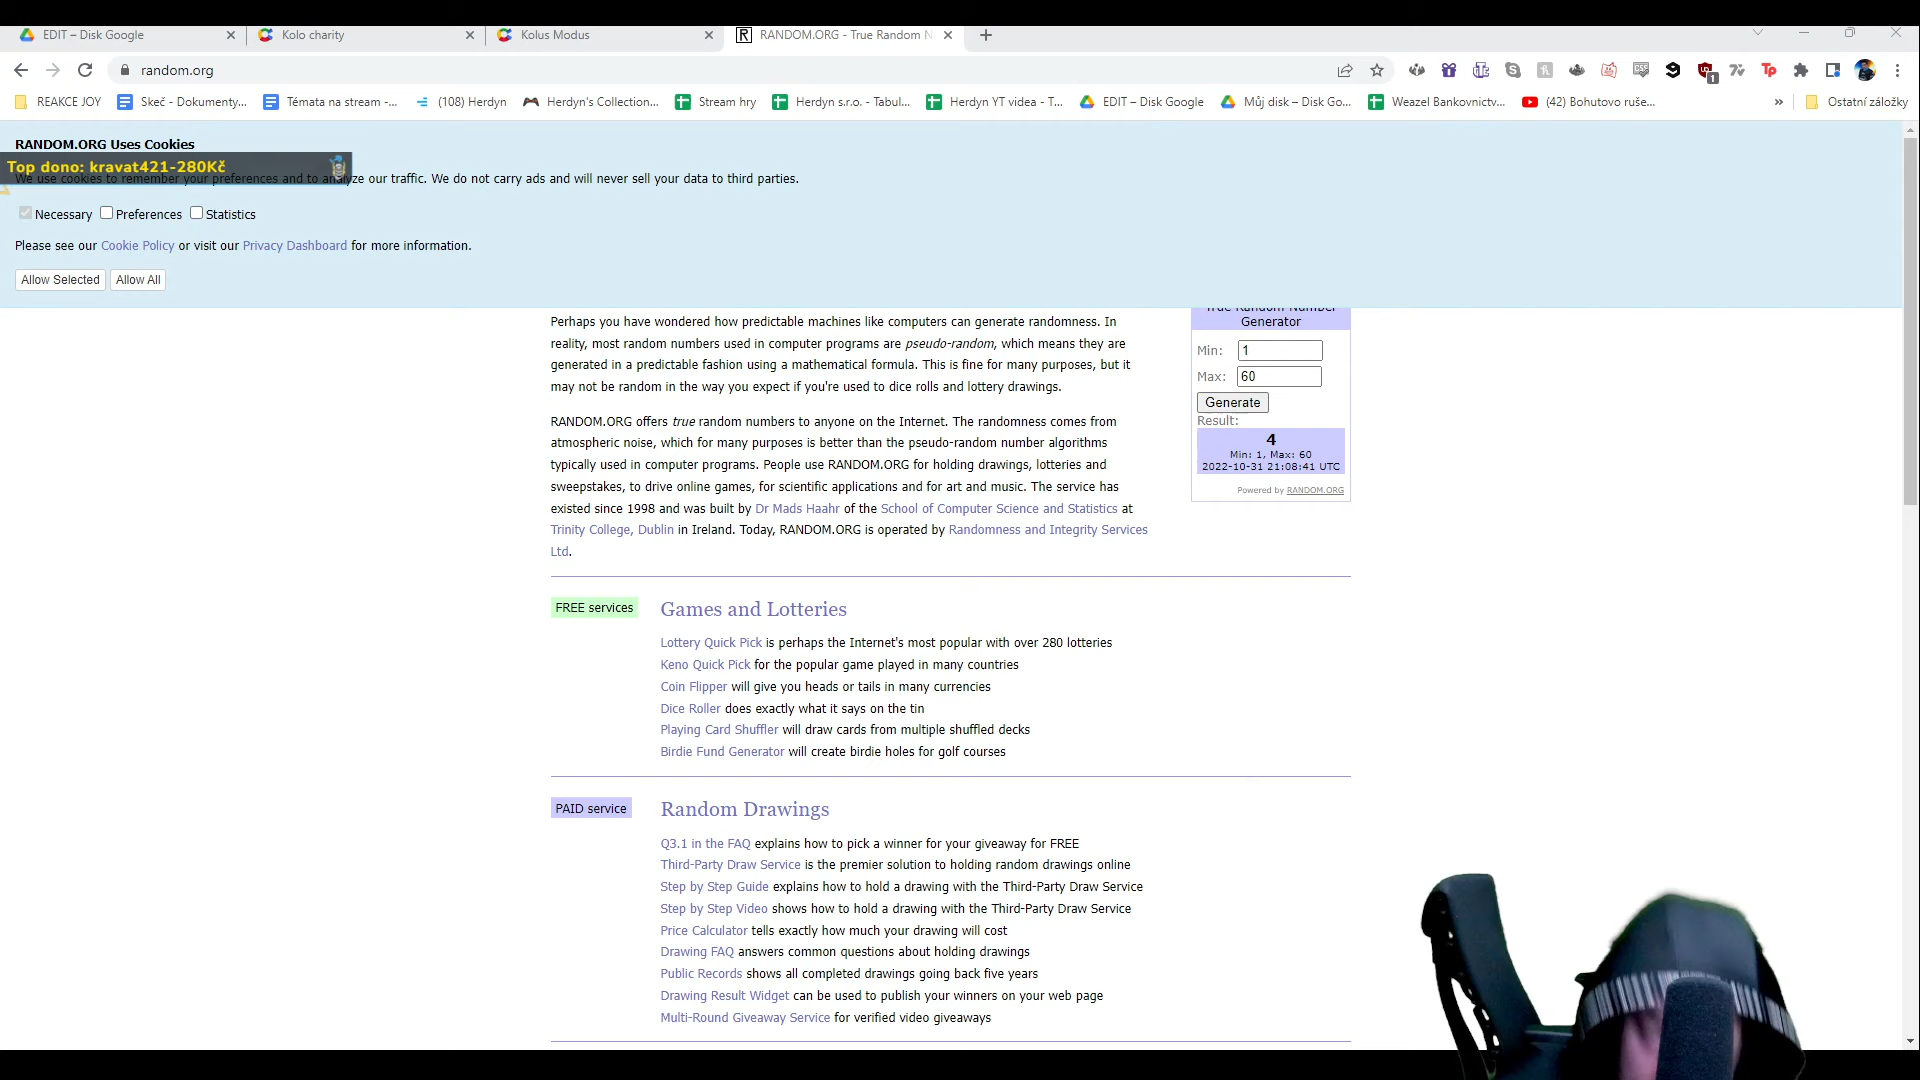 EDIT – Disk Google
Kolo charity
Kolus Modus
RANDOM.ORG - True Random N
random.org
1
REAKCE JOY
Skeč - Dokumenty...
Témata na stream -...
(108) Herdyn
Herdyn's Collection...
Stream hry
Herdyn s.r.o. - Tabul...
Herdyn YT videa - T...
EDIT – Disk Google
Můj disk – Disk Go...
Weazel Bankovnictv...
(42) Bohutovo ruše...
»
Ostatní záložky
RANDOM.ORG Uses Cookies
Top dono: kravat421-280Kč
We use cookies to remember your preferences and to analyze our traffic. We do not carry ads and will never sell your data to third parties.
Necessary Preferences Statistics
Please see our Cookie Policy or visit our Privacy Dashboard for more information.
Allow Selected Allow All
Perhaps you have wondered how predictable machines like computers can generate randomness. In
reality, most random numbers used in computer programs are pseudo-random, which means they are
generated in a predictable fashion using a mathematical formula. This is fine for many purposes, but it
may not be random in the way you expect if you're used to dice rolls and lottery drawings.
RANDOM.ORG offers true random numbers to anyone on the Internet. The randomness comes from
atmospheric noise, which for many purposes is better than the pseudo-random number algorithms
typically used in computer programs. People use RANDOM.ORG for holding drawings, lotteries and
sweepstakes, to drive online games, for scientific applications and for art and music. The service has
existed since 1998 and was built by Dr Mads Haahr of the School of Computer Science and Statistics at
Trinity College, Dublin in Ireland. Today, RANDOM.ORG is operated by Randomness and Integrity Services
Ltd.
True Random Number
Generator
Min: 1
Max: 60
Generate
Result:
4
Min: 1, Max: 60
2022-10-31 21:08:41 UTC
Powered by RANDOM.ORG
FREE services
Games and Lotteries
Lottery Quick Pick is perhaps the Internet's most popular with over 280 lotteries
Keno Quick Pick for the popular game played in many countries
Coin Flipper will give you heads or tails in many currencies
Dice Roller does exactly what it says on the tin
Playing Card Shuffler will draw cards from multiple shuffled decks
Birdie Fund Generator will create birdie holes for golf courses
PAID service
Random Drawings
Q3.1 in the FAQ explains how to pick a winner for your giveaway for FREE
Third-Party Draw Service is the premier solution to holding random drawings online
Step by Step Guide explains how to hold a drawing with the Third-Party Draw Service
Step by Step Video shows how to hold a drawing with the Third-Party Draw Service
Price Calculator tells exactly how much your drawing will cost
Drawing FAQ answers common questions about holding drawings
Public Records shows all completed drawings going back five years
Drawing Result Widget can be used to publish your winners on your web page
Multi-Round Giveaway Service for verified video giveaways